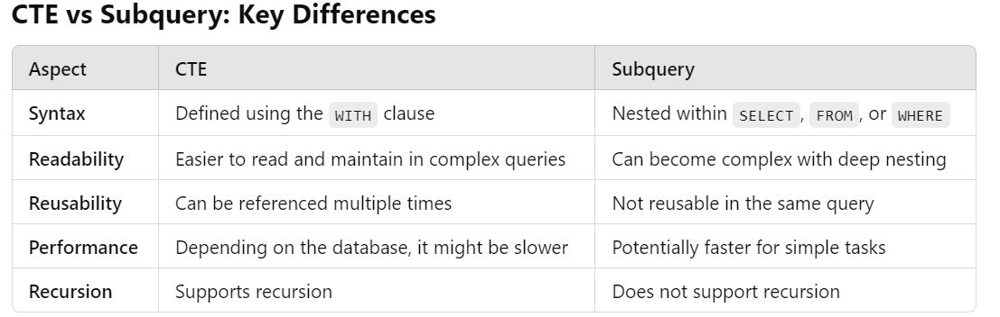 CTE vs Subquery: Key Differences
Aspect CTE Subquery
Syntax Defined using the WITH clause Nested within SELECT, FROM, or WHERE
Readability Easier to read and maintain in complex queries Can become complex with deep nesting
Reusability Can be referenced multiple times Not reusable in the same query
Performance Depending on the database, it might be slower Potentially faster for simple tasks
Recursion Supports recursion Does not support recursion